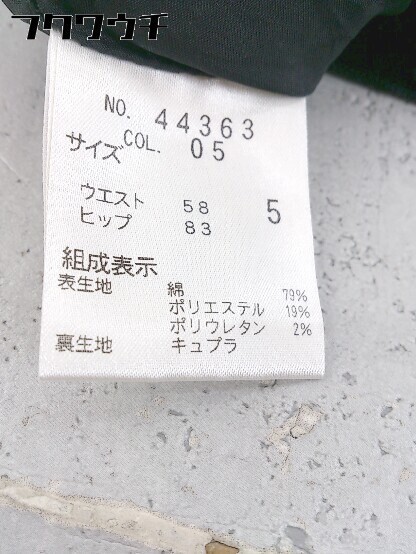 フクワウチ
NO. 44363
COL. 05
サイズ
ウエスト 58 5
ヒップ 83
組成表示
表生地 綿 79%
ポリエステル 19%
ポリウレタン 2%
裏生地 キュプラ